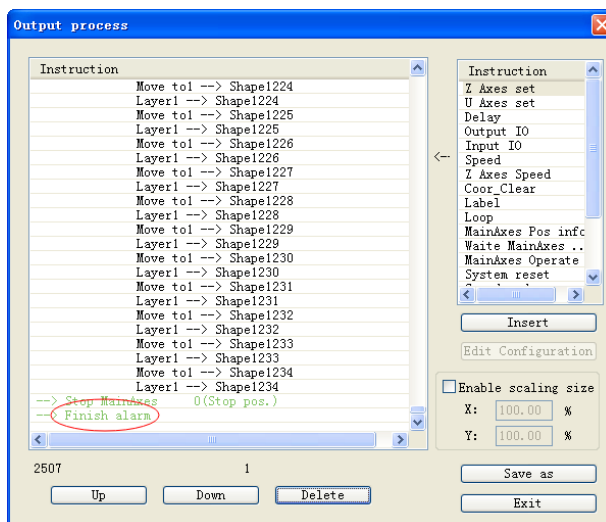 Output process
Instruction
Move to1 --> Shape1224
Layer1 --> Shape1224
Move to1 --> Shape1225
Layer1 --> Shape1225
Move to1 --> Shape1226
Layer1 --> Shape1226
Move to1 --> Shape1227
Layer1 --> Shape1227
Move to1 --> Shape1228
Layer1 --> Shape1228
Move to1 --> Shape1229
Layer1 --> Shape1229
Move to1 --> Shape1230
Layer1 --> Shape1230
Move to1 --> Shape1231
Layer1 --> Shape1231
Move to1 --> Shape1232
Layer1 --> Shape1232
Move to1 --> Shape1233
Layer1 --> Shape1233
Move to1 --> Shape1234
Layer1 --> Shape1234
--> Stop MainAxes 0(Stop pos.)
--> Finish alarm
2507 1
Up Down Delete
<--
Instruction
Z Axes set
U Axes set
Delay
Output IO
Input IO
Speed
Z Axes Speed
Coor_Clear
Label
Loop
MainAxes Pos info
Waite MainAxes ..
MainAxes Operate
System reset
Insert
Edit Configuration
Enable scaling size
X: 100.00 %
Y: 100.00 %
Save as
Exit